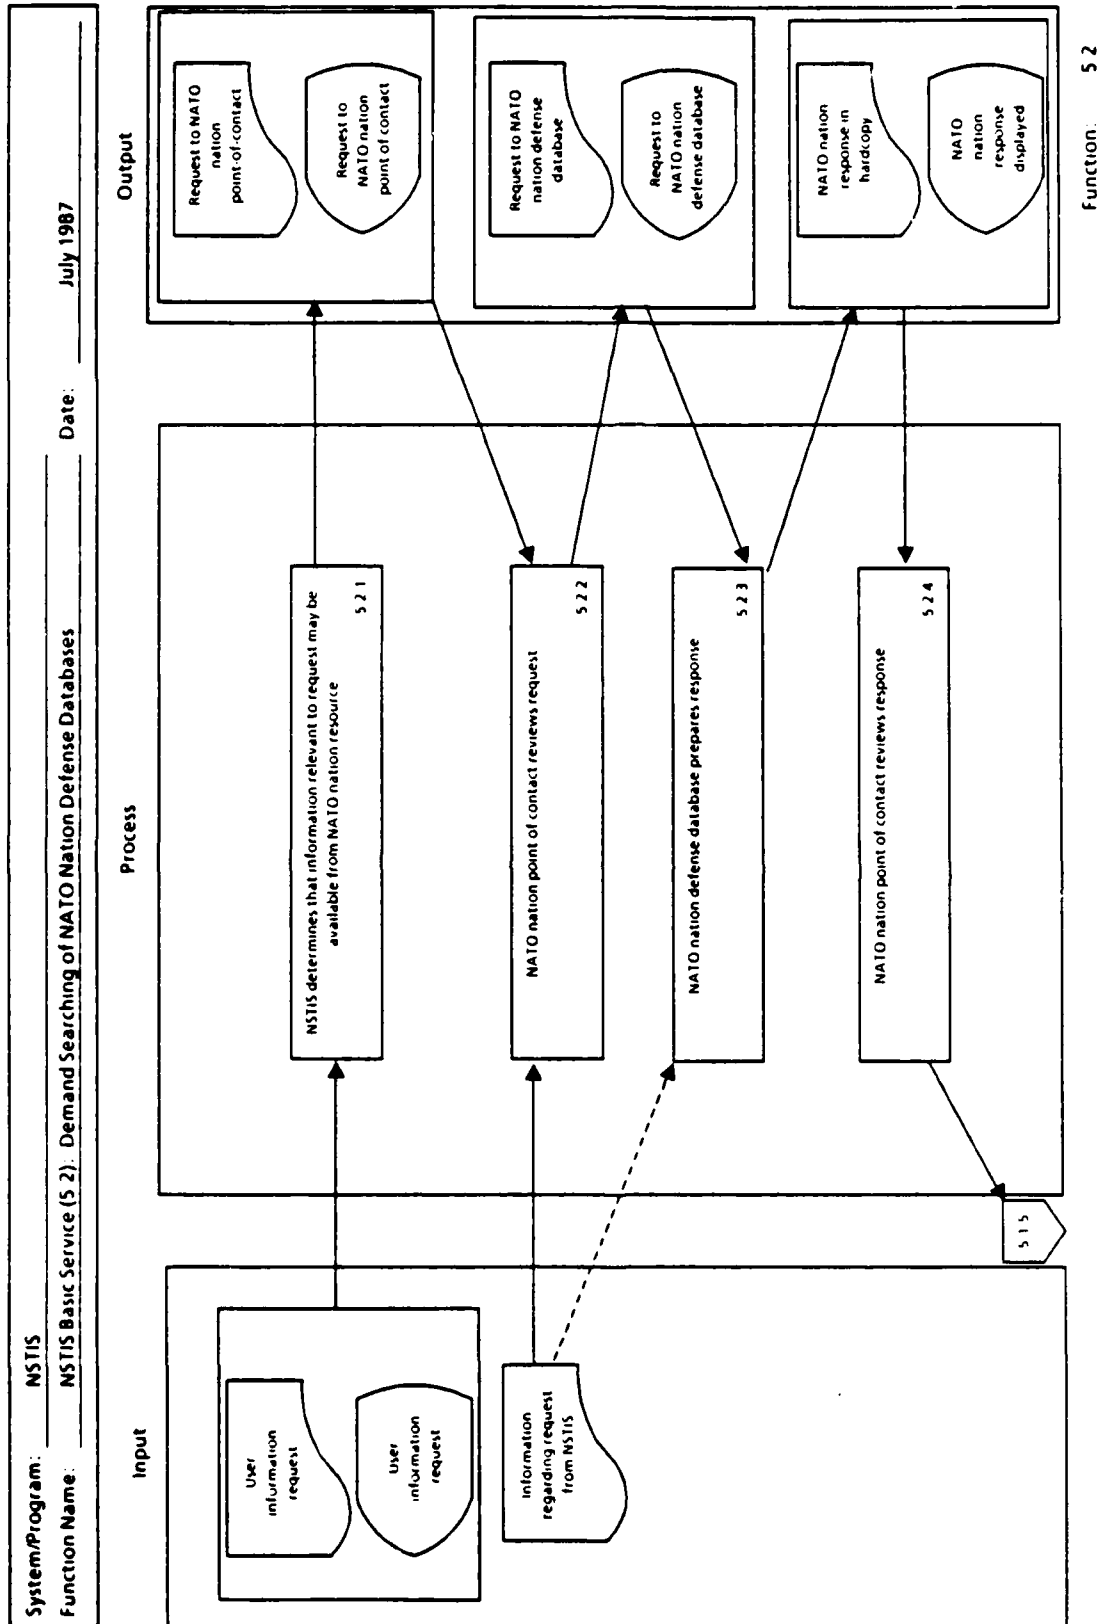 System/Program: NSTIS
Function Name: NSTIS Basic Service (5 2): Demand Searching of NATO Nation Defense Databases Date: July 1987
Input
Process
Output
User
information
request
User
information
request
Information
regarding request
from NSTIS
NSTIS determines that information relevant to request may be
available from NATO nation resource
5 2 1
NATO nation point of contact reviews request
5 2 2
NATO nation defense database prepares response
5 2 3
NATO nation point of contact reviews response
5 2 4
5 1 5
Request to NATO
nation
point-of-contact
Request to
NATO nation
point of contact
Request to NATO
nation defense
database
Request to
NATO nation
defense database
NATO nation
response in
hardcopy
NATO
nation
response
displayed
Function: 5 2